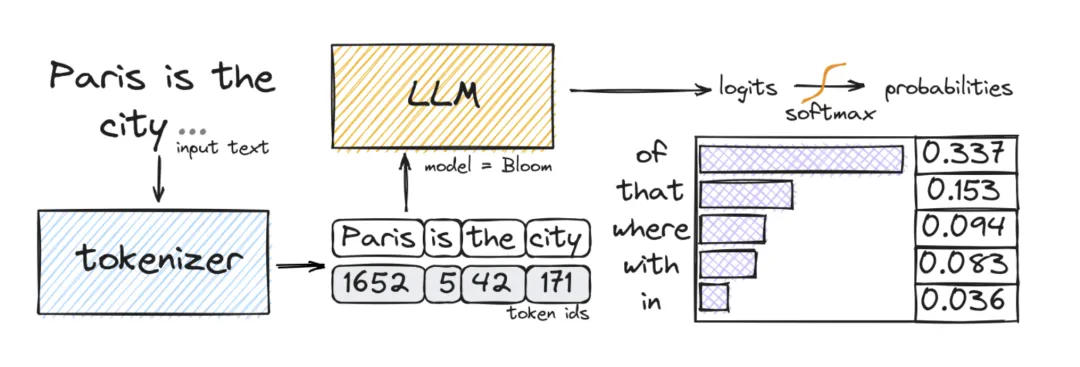 Paris is the
city ...
input text
tokenizer
LLM
model = Bloom
Paris is the city
1652 5 42 171
token ids
logits softmax probabilities
of 0.337
that 0.153
where 0.094
with 0.083
in 0.036